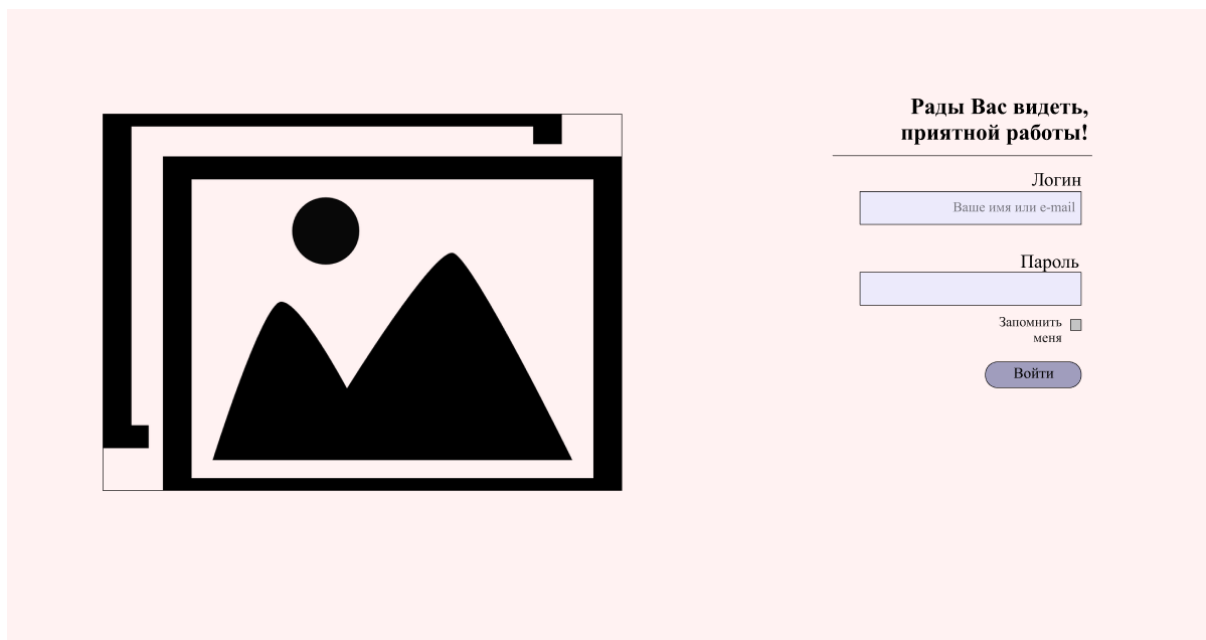 Рады Вас видеть,
приятной работы!
Логин
Ваше имя или e-mail
Пароль
Запомнить
меня
Войти